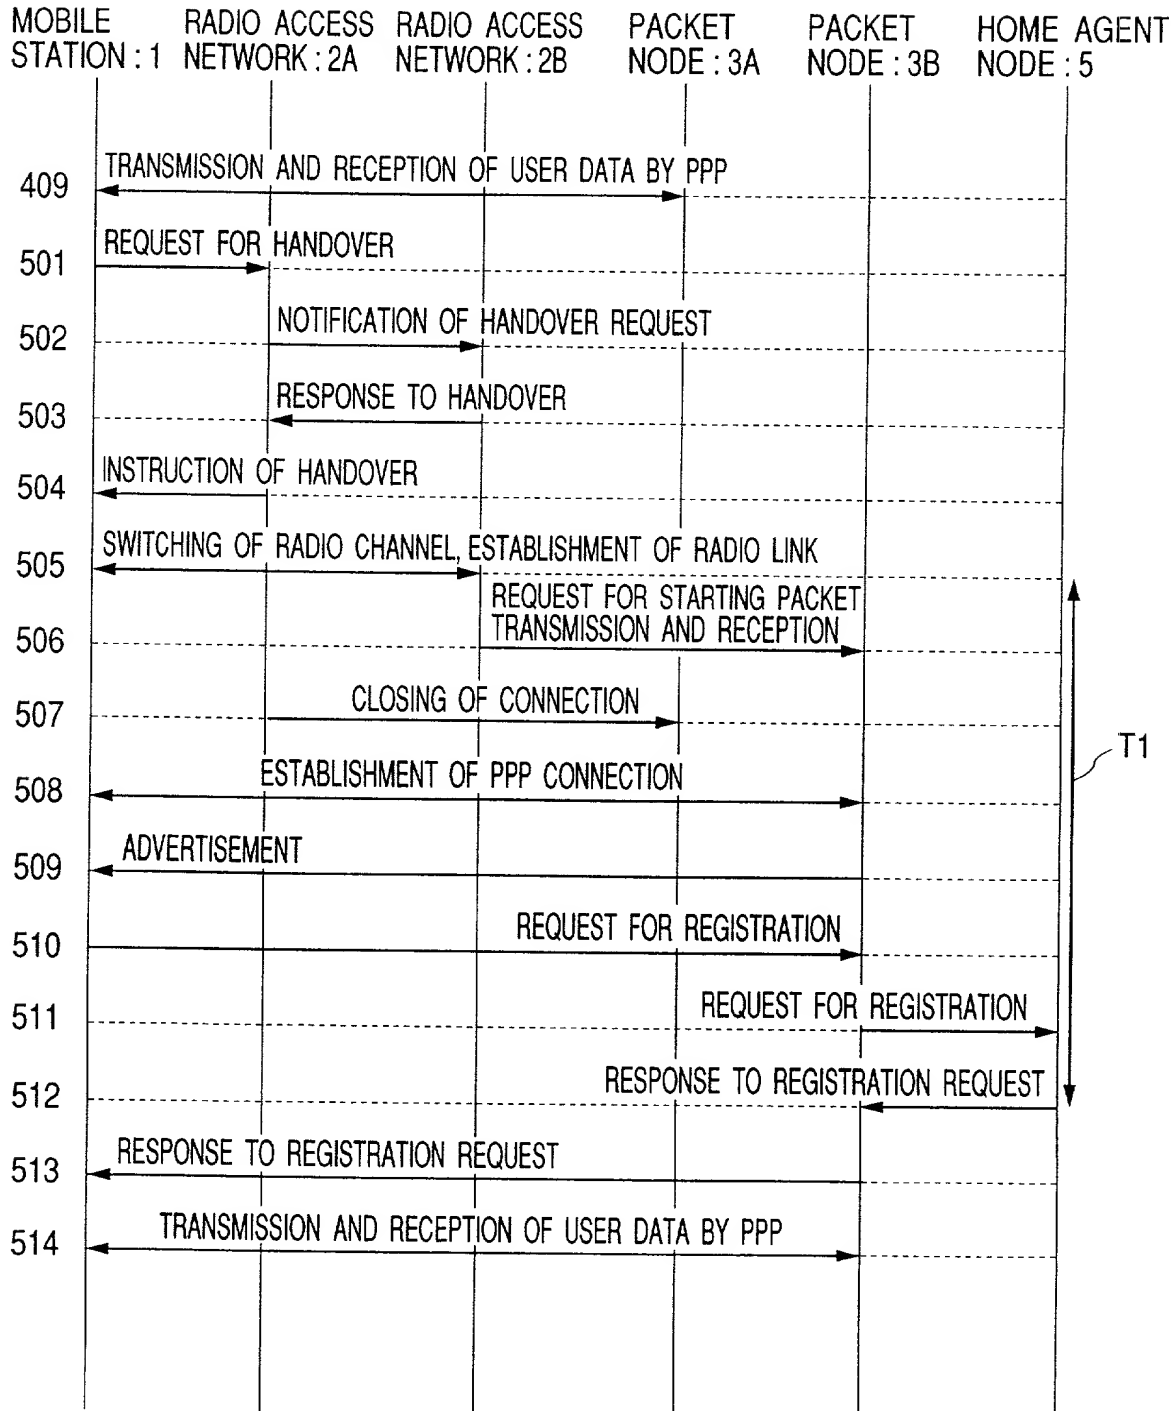 MOBILE STATION : 1
RADIO ACCESS NETWORK : 2A
RADIO ACCESS NETWORK : 2B
PACKET NODE : 3A
PACKET NODE : 3B
HOME AGENT NODE : 5
409 TRANSMISSION AND RECEPTION OF USER DATA BY PPP
501 REQUEST FOR HANDOVER
502 NOTIFICATION OF HANDOVER REQUEST
503 RESPONSE TO HANDOVER
504 INSTRUCTION OF HANDOVER
505 SWITCHING OF RADIO CHANNEL, ESTABLISHMENT OF RADIO LINK
REQUEST FOR STARTING PACKET
506 TRANSMISSION AND RECEPTION
507 CLOSING OF CONNECTION
T1
508 ESTABLISHMENT OF PPP CONNECTION
509 ADVERTISEMENT
510 REQUEST FOR REGISTRATION
511 REQUEST FOR REGISTRATION
512 RESPONSE TO REGISTRATION REQUEST
513 RESPONSE TO REGISTRATION REQUEST
514 TRANSMISSION AND RECEPTION OF USER DATA BY PPP